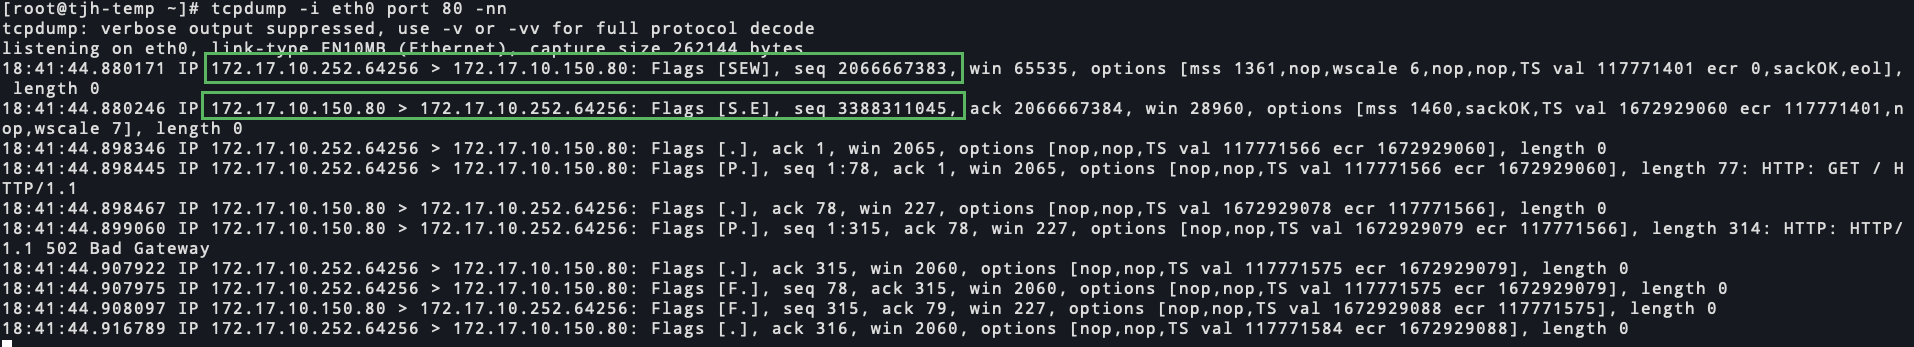 [root@tjh-temp ~]# tcpdump -i eth0 port 80 -nn
tcpdump: verbose output suppressed, use -v or -vv for full protocol decode
listening on eth0, link-type EN10MB (Ethernet), capture size 262144 bytes
18:41:44.880171 IP 172.17.10.252.64256 > 172.17.10.150.80: Flags [SEW], seq 2066667383, win 65535, options [mss 1361,nop,wscale 6,nop,nop,TS val 117771401 ecr 0,sackOK,eol],
 length 0
18:41:44.880246 IP 172.17.10.150.80 > 172.17.10.252.64256: Flags [S.E], seq 3388311045, ack 2066667384, win 28960, options [mss 1460,sackOK,TS val 1672929060 ecr 117771401,n
op,wscale 7], length 0
18:41:44.898346 IP 172.17.10.252.64256 > 172.17.10.150.80: Flags [.], ack 1, win 2065, options [nop,nop,TS val 117771566 ecr 1672929060], length 0
18:41:44.898445 IP 172.17.10.252.64256 > 172.17.10.150.80: Flags [P.], seq 1:78, ack 1, win 2065, options [nop,nop,TS val 117771566 ecr 1672929060], length 77: HTTP: GET / H
TTP/1.1
18:41:44.898467 IP 172.17.10.150.80 > 172.17.10.252.64256: Flags [.], ack 78, win 227, options [nop,nop,TS val 1672929078 ecr 117771566], length 0
18:41:44.899060 IP 172.17.10.150.80 > 172.17.10.252.64256: Flags [P.], seq 1:315, ack 78, win 227, options [nop,nop,TS val 1672929079 ecr 117771566], length 314: HTTP: HTTP/
1.1 502 Bad Gateway
18:41:44.907922 IP 172.17.10.252.64256 > 172.17.10.150.80: Flags [.], ack 315, win 2060, options [nop,nop,TS val 117771575 ecr 1672929079], length 0
18:41:44.907975 IP 172.17.10.252.64256 > 172.17.10.150.80: Flags [F.], seq 78, ack 315, win 2060, options [nop,nop,TS val 117771575 ecr 1672929079], length 0
18:41:44.908097 IP 172.17.10.150.80 > 172.17.10.252.64256: Flags [F.], seq 315, ack 79, win 227, options [nop,nop,TS val 1672929088 ecr 117771575], length 0
18:41:44.916789 IP 172.17.10.252.64256 > 172.17.10.150.80: Flags [.], ack 316, win 2060, options [nop,nop,TS val 117771584 ecr 1672929088], length 0